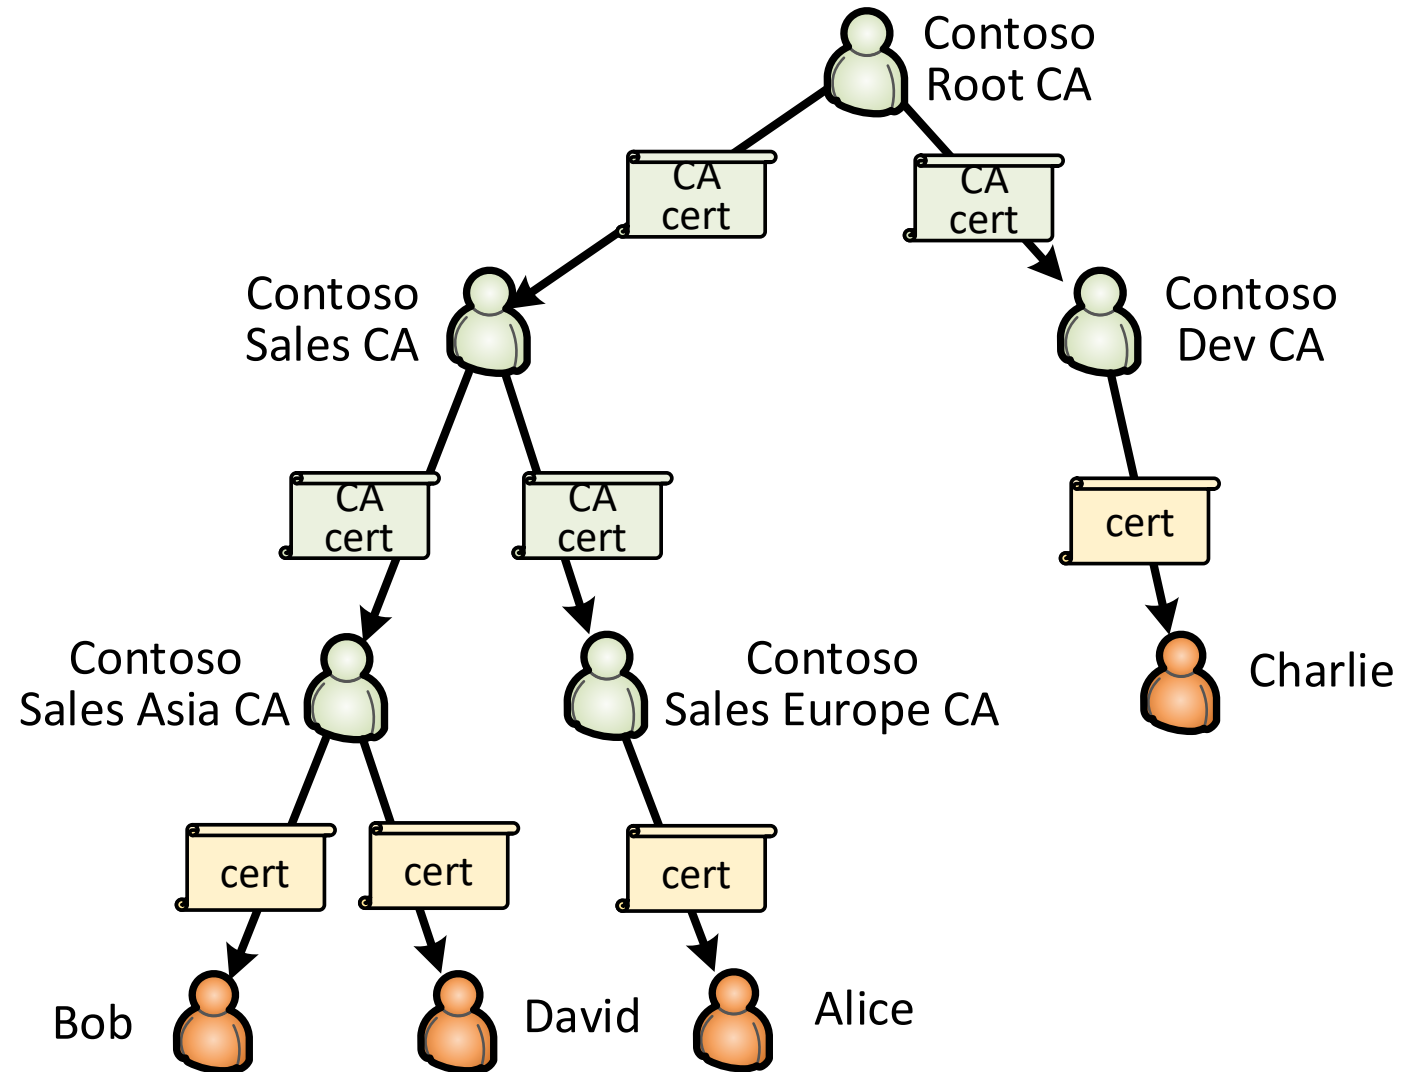 Contoso
Root CA
CA
cert
CA
cert
Contoso
Sales CA
Contoso
Dev CA
CA
cert
CA
cert
cert
Contoso
Sales Asia CA
Contoso
Sales Europe CA
Charlie
cert
cert
cert
Bob
David
Alice